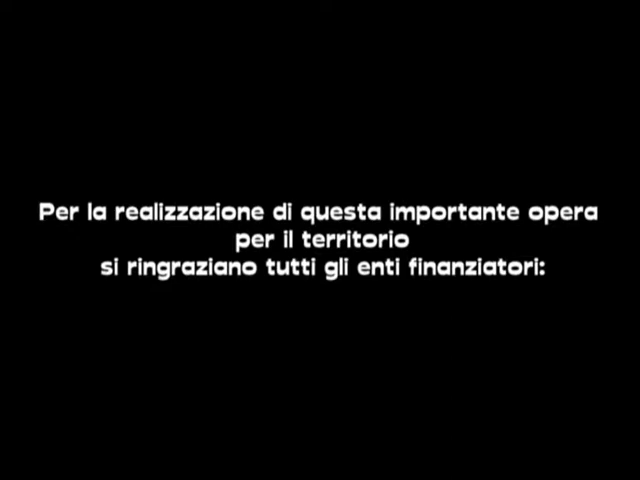 Per la realizzazione di questa importante opera
per il territorio
si ringraziano tutti gli enti finanziatori: